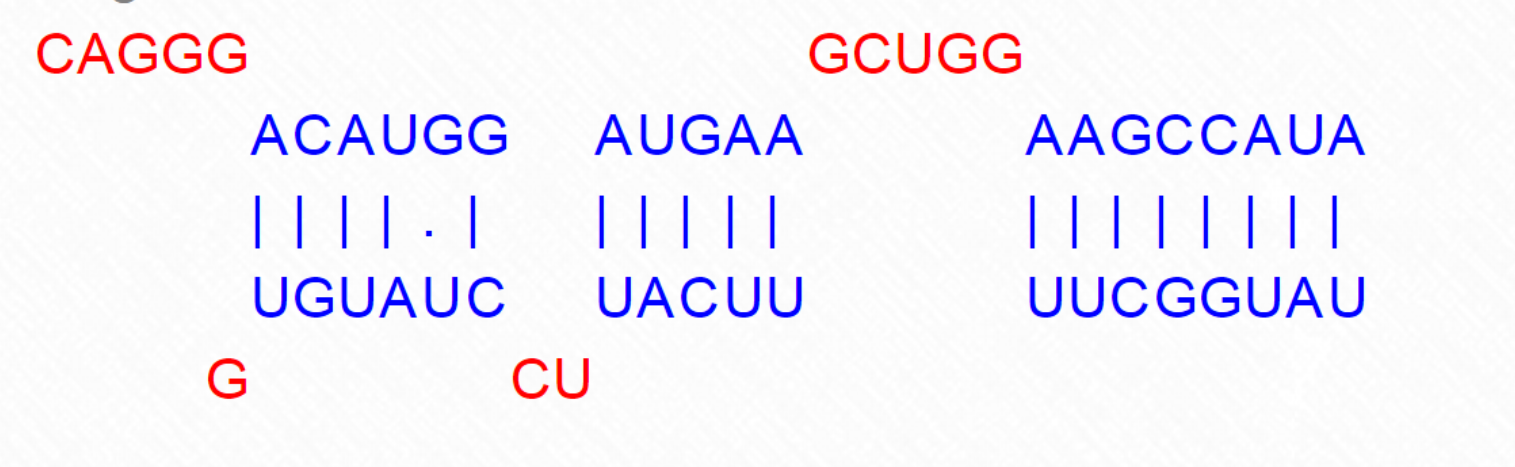 CAGGG GCUGG
ACAUGG AUGAA AAGCCAUA
| | | | . | | | | | | | | | | | | | |
UGUAUC UACUU UUCGGUAU
G CU